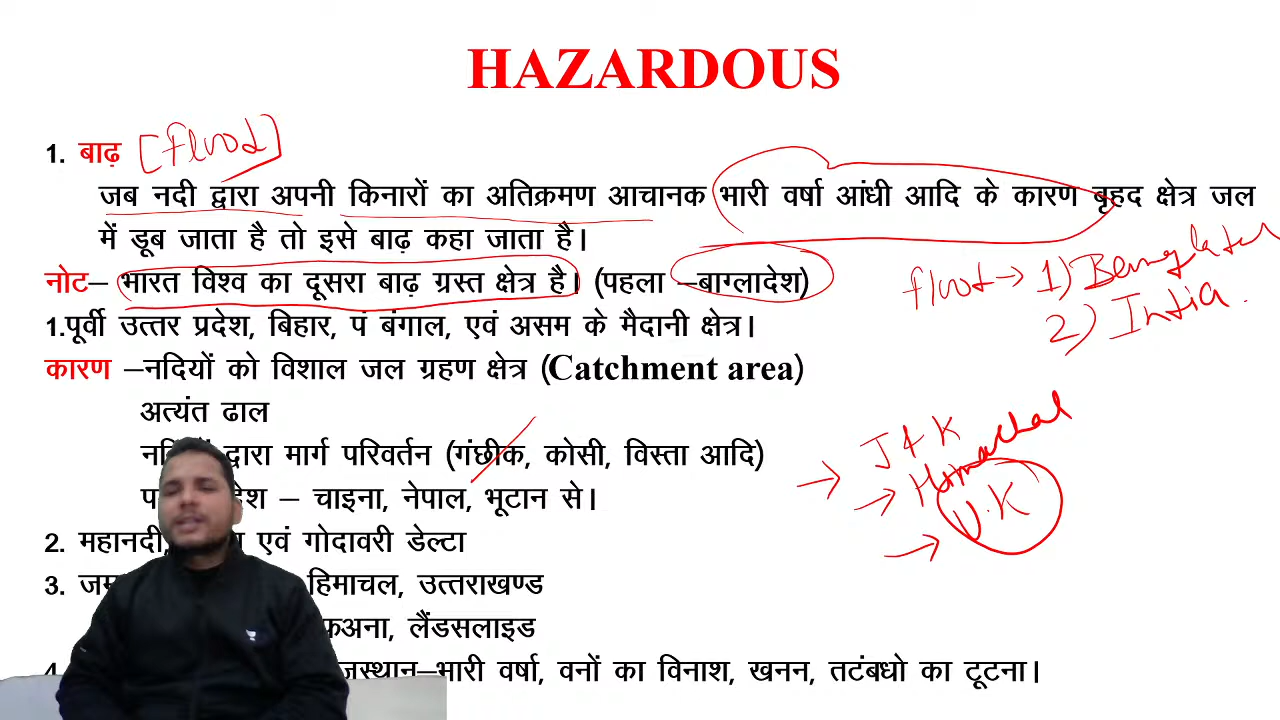 HAZARDOUS
1. बाढ़ [Flood]
जब नदी द्वारा अपनी किनारों का अतिक्रमण आचानक भारी वर्षा आंधी आदि के कारण बृहद क्षेत्र जल
में डूब जाता है तो इसे बाढ़ कहा जाता है।
नोट– भारत विश्व का दूसरा बाढ़ ग्रस्त क्षेत्र है। (पहला –बाग्लादेश)
flood → 1)
2) India.
1.पूर्वी उत्तर प्रदेश, बिहार, पं बंगाल, एवं असम के मैदानी क्षेत्र।
कारण –नदियों को विशाल जल ग्रहण क्षेत्र (Catchment area)
अत्यंत ढाल
द्वारा मार्ग परिवर्तन (गंछीक, कोसी, विस्ता आदि)
→ J & K
– चाइना, नेपाल, भूटान से।
→ Himachal
→ U.K
2. महानदी, एवं गोदावरी डेल्टा
3. हिमाचल, उत्तराखण्ड
लैंडसलाइड
4. –भारी वर्षा, वनों का विनाश, खनन, तटंबधो का टूटना।